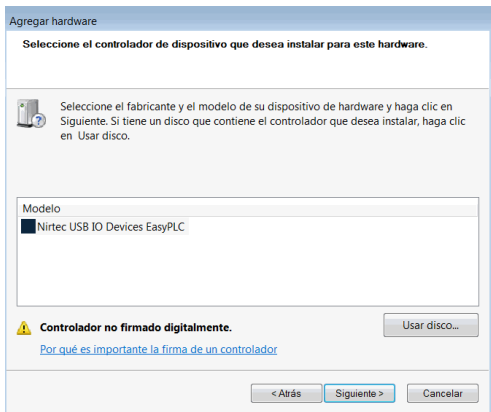 Agregar hardware
Seleccione el controlador de dispositivo que desea instalar para este hardware.
Seleccione el fabricante y el modelo de su dispositivo de hardware y haga clic en
Siguiente. Si tiene un disco que contiene el controlador que desea instalar, haga clic
en Usar disco.
Modelo
Nirtec USB IO Devices EasyPLC
Controlador no firmado digitalmente.
Usar disco...
Por qué es importante la firma de un controlador
< Atrás
Siguiente >
Cancelar